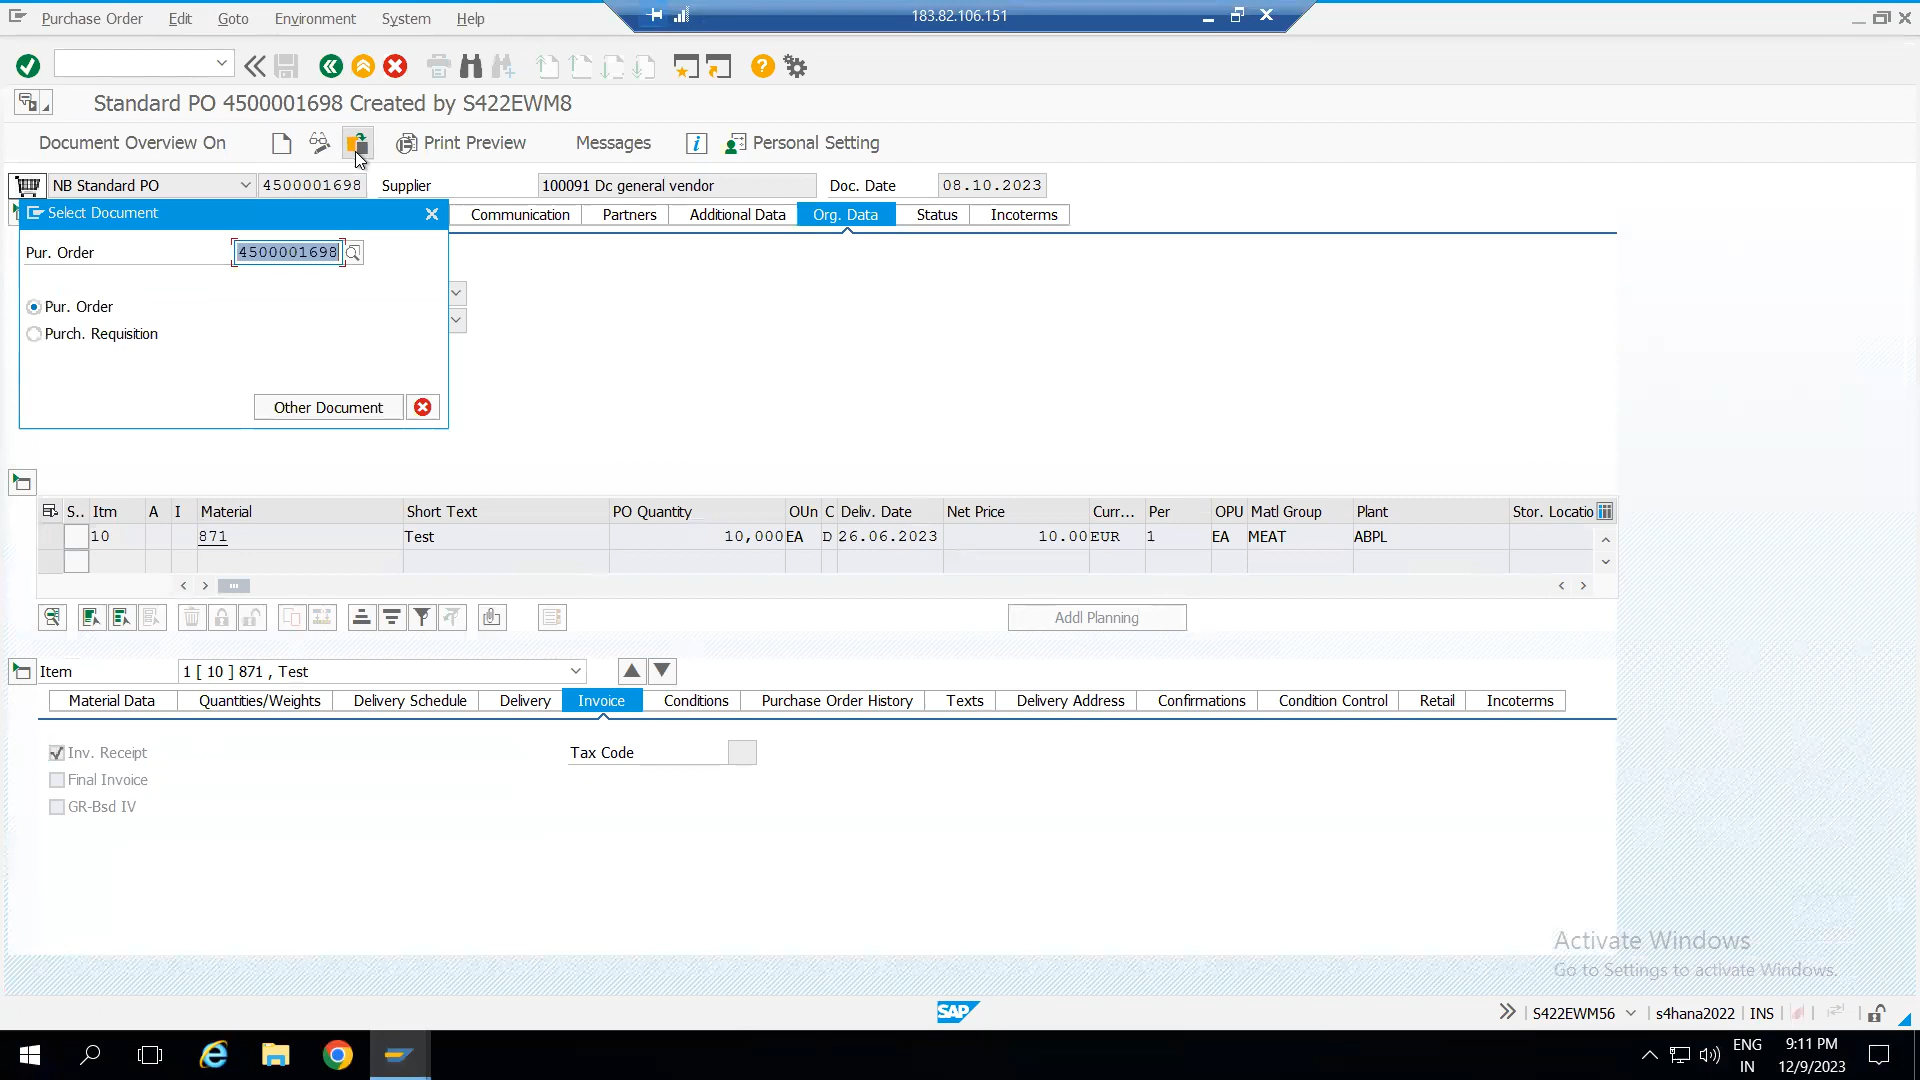 183.82.106.151
Purchase Order Edit Goto Environment System Help
Standard PO 4500001698 Created by S422EWM8
Document Overview On Print Preview Messages Personal Setting
NB Standard PO 4500001698 Supplier 100091 Dc general vendor Doc. Date 08.10.2023
Select Document
Communication Partners Additional Data Org. Data Status Incoterms
Pur. Order 4500001698
Pur. Order
Purch. Requisition
Other Document
S.. Itm A I Material Short Text PO Quantity OUn C Deliv. Date Net Price Curr... Per OPU Matl Group Plant Stor. Locatio
10 871 Test 10,000 EA D 26.06.2023 10.00 EUR 1 EA MEAT ABPL
Addl Planning
Item 1 [ 10 ] 871 , Test
Material Data Quantities/Weights Delivery Schedule Delivery Invoice Conditions Purchase Order History Texts Delivery Address Confirmations Condition Control Retail Incoterms
Inv. Receipt Tax Code
Final Invoice
GR-Bsd IV
Activate Windows
Go to Settings to activate Windows.
SAP S422EWM56 s4hana2022 INS
ENG 9:11 PM
IN 12/9/2023